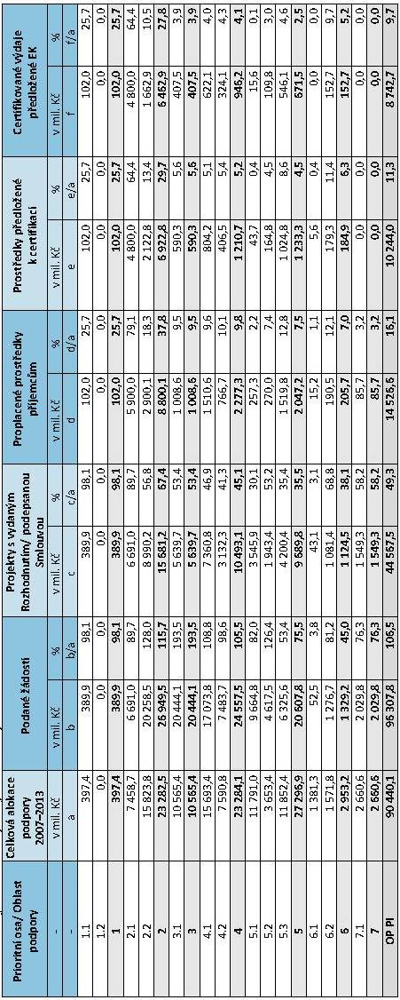 Prioritní osa/ Oblast podpory | Celková alokace podpory 2007–2013 | Podané žádosti | Projekty s vydaným Rozhodnutím/ podepsanou Smlouvou | Proplacené prostředky příjemcům | Prostředky předložené k certifikaci | Certifikované výdaje předložené EK
- | v mil. Kč | v mil. Kč | % | v mil. Kč | % | v mil. Kč | % | v mil. Kč | % | v mil. Kč | %
- | a | b | b/a | c | c/a | d | d/a | e | e/a | f | f/a
1.1 | 397,4 | 389,9 | 98,1 | 389,9 | 98,1 | 102,0 | 25,7 | 102,0 | 25,7 | 102,0 | 25,7
1.2 | 0,0 | 0,0 | | 0,0 | | 0,0 | | 0,0 | | 0,0
1 | 397,4 | 389,9 | 98,1 | 389,9 | 98,1 | 102,0 | 25,7 | 102,0 | 25,7 | 102,0 | 25,7
2.1 | 7 458,7 | 6 691,0 | 89,7 | 6 691,0 | 89,7 | 5 900,0 | 79,1 | 4 800,0 | 64,4 | 4 800,0 | 64,4
2.2 | 15 823,8 | 20 258,5 | 128,0 | 8 990,2 | 56,8 | 2 900,1 | 18,3 | 2 122,8 | 13,4 | 1 662,9 | 10,5
2 | 23 282,5 | 26 949,5 | 115,7 | 15 681,2 | 67,4 | 8 800,1 | 37,8 | 6 922,8 | 29,7 | 6 462,9 | 27,8
3.1 | 10 565,4 | 20 444,1 | 193,5 | 5 639,7 | 53,4 | 1 008,6 | 9,5 | 590,3 | 5,6 | 407,5 | 3,9
3 | 10 565,4 | 20 444,1 | 193,5 | 5 639,7 | 53,4 | 1 008,6 | 9,5 | 590,3 | 5,6 | 407,5 | 3,9
4.1 | 15 693,4 | 17 073,8 | 108,8 | 7 360,8 | 46,9 | 1 510,6 | 9,6 | 804,2 | 5,1 | 622,1 | 4,0
4.2 | 7 590,8 | 7 483,7 | 98,6 | 3 132,3 | 41,3 | 766,7 | 10,1 | 406,5 | 5,4 | 324,1 | 4,3
4 | 23 284,1 | 24 557,5 | 105,5 | 10 493,1 | 45,1 | 2 277,3 | 9,8 | 1 210,7 | 5,2 | 946,2 | 4,1
5.1 | 11 791,0 | 9 664,8 | 82,0 | 3 545,9 | 30,1 | 257,3 | 2,2 | 43,7 | 0,4 | 15,6 | 0,1
5.2 | 3 653,4 | 4 617,5 | 126,4 | 1 943,4 | 53,2 | 270,0 | 7,4 | 164,8 | 4,5 | 109,8 | 3,0
5.3 | 11 852,4 | 6 325,6 | 53,4 | 4 200,4 | 35,4 | 1 519,8 | 12,8 | 1 024,8 | 8,6 | 546,1 | 4,6
5 | 27 296,9 | 20 607,8 | 75,5 | 9 689,8 | 35,5 | 2 047,2 | 7,5 | 1 233,3 | 4,5 | 671,5 | 2,5
6.1 | 1 381,3 | 52,5 | 3,8 | 43,1 | 3,1 | 15,2 | 1,1 | 5,6 | 0,4 | 0,0 | 0,0
6.2 | 1 571,8 | 1 276,7 | 81,2 | 1 081,4 | 68,8 | 190,5 | 12,1 | 179,3 | 11,4 | 152,7 | 9,7
6 | 2 953,2 | 1 329,2 | 45,0 | 1 124,5 | 38,1 | 205,7 | 7,0 | 184,9 | 6,3 | 152,7 | 5,2
7.1 | 2 660,6 | 2 029,8 | 76,3 | 1 549,3 | 58,2 | 85,7 | 3,2 | 0,0 | 0,0 | 0,0 | 0,0
7 | 2 660,6 | 2 029,8 | 76,3 | 1 549,3 | 58,2 | 85,7 | 3,2 | 0,0 | 0,0 | 0,0 | 0,0
OP PI | 90 440,1 | 96 307,8 | 106,5 | 44 567,5 | 49,3 | 14 526,6 | 16,1 | 10 244,0 | 11,3 | 8 742,7 | 9,7